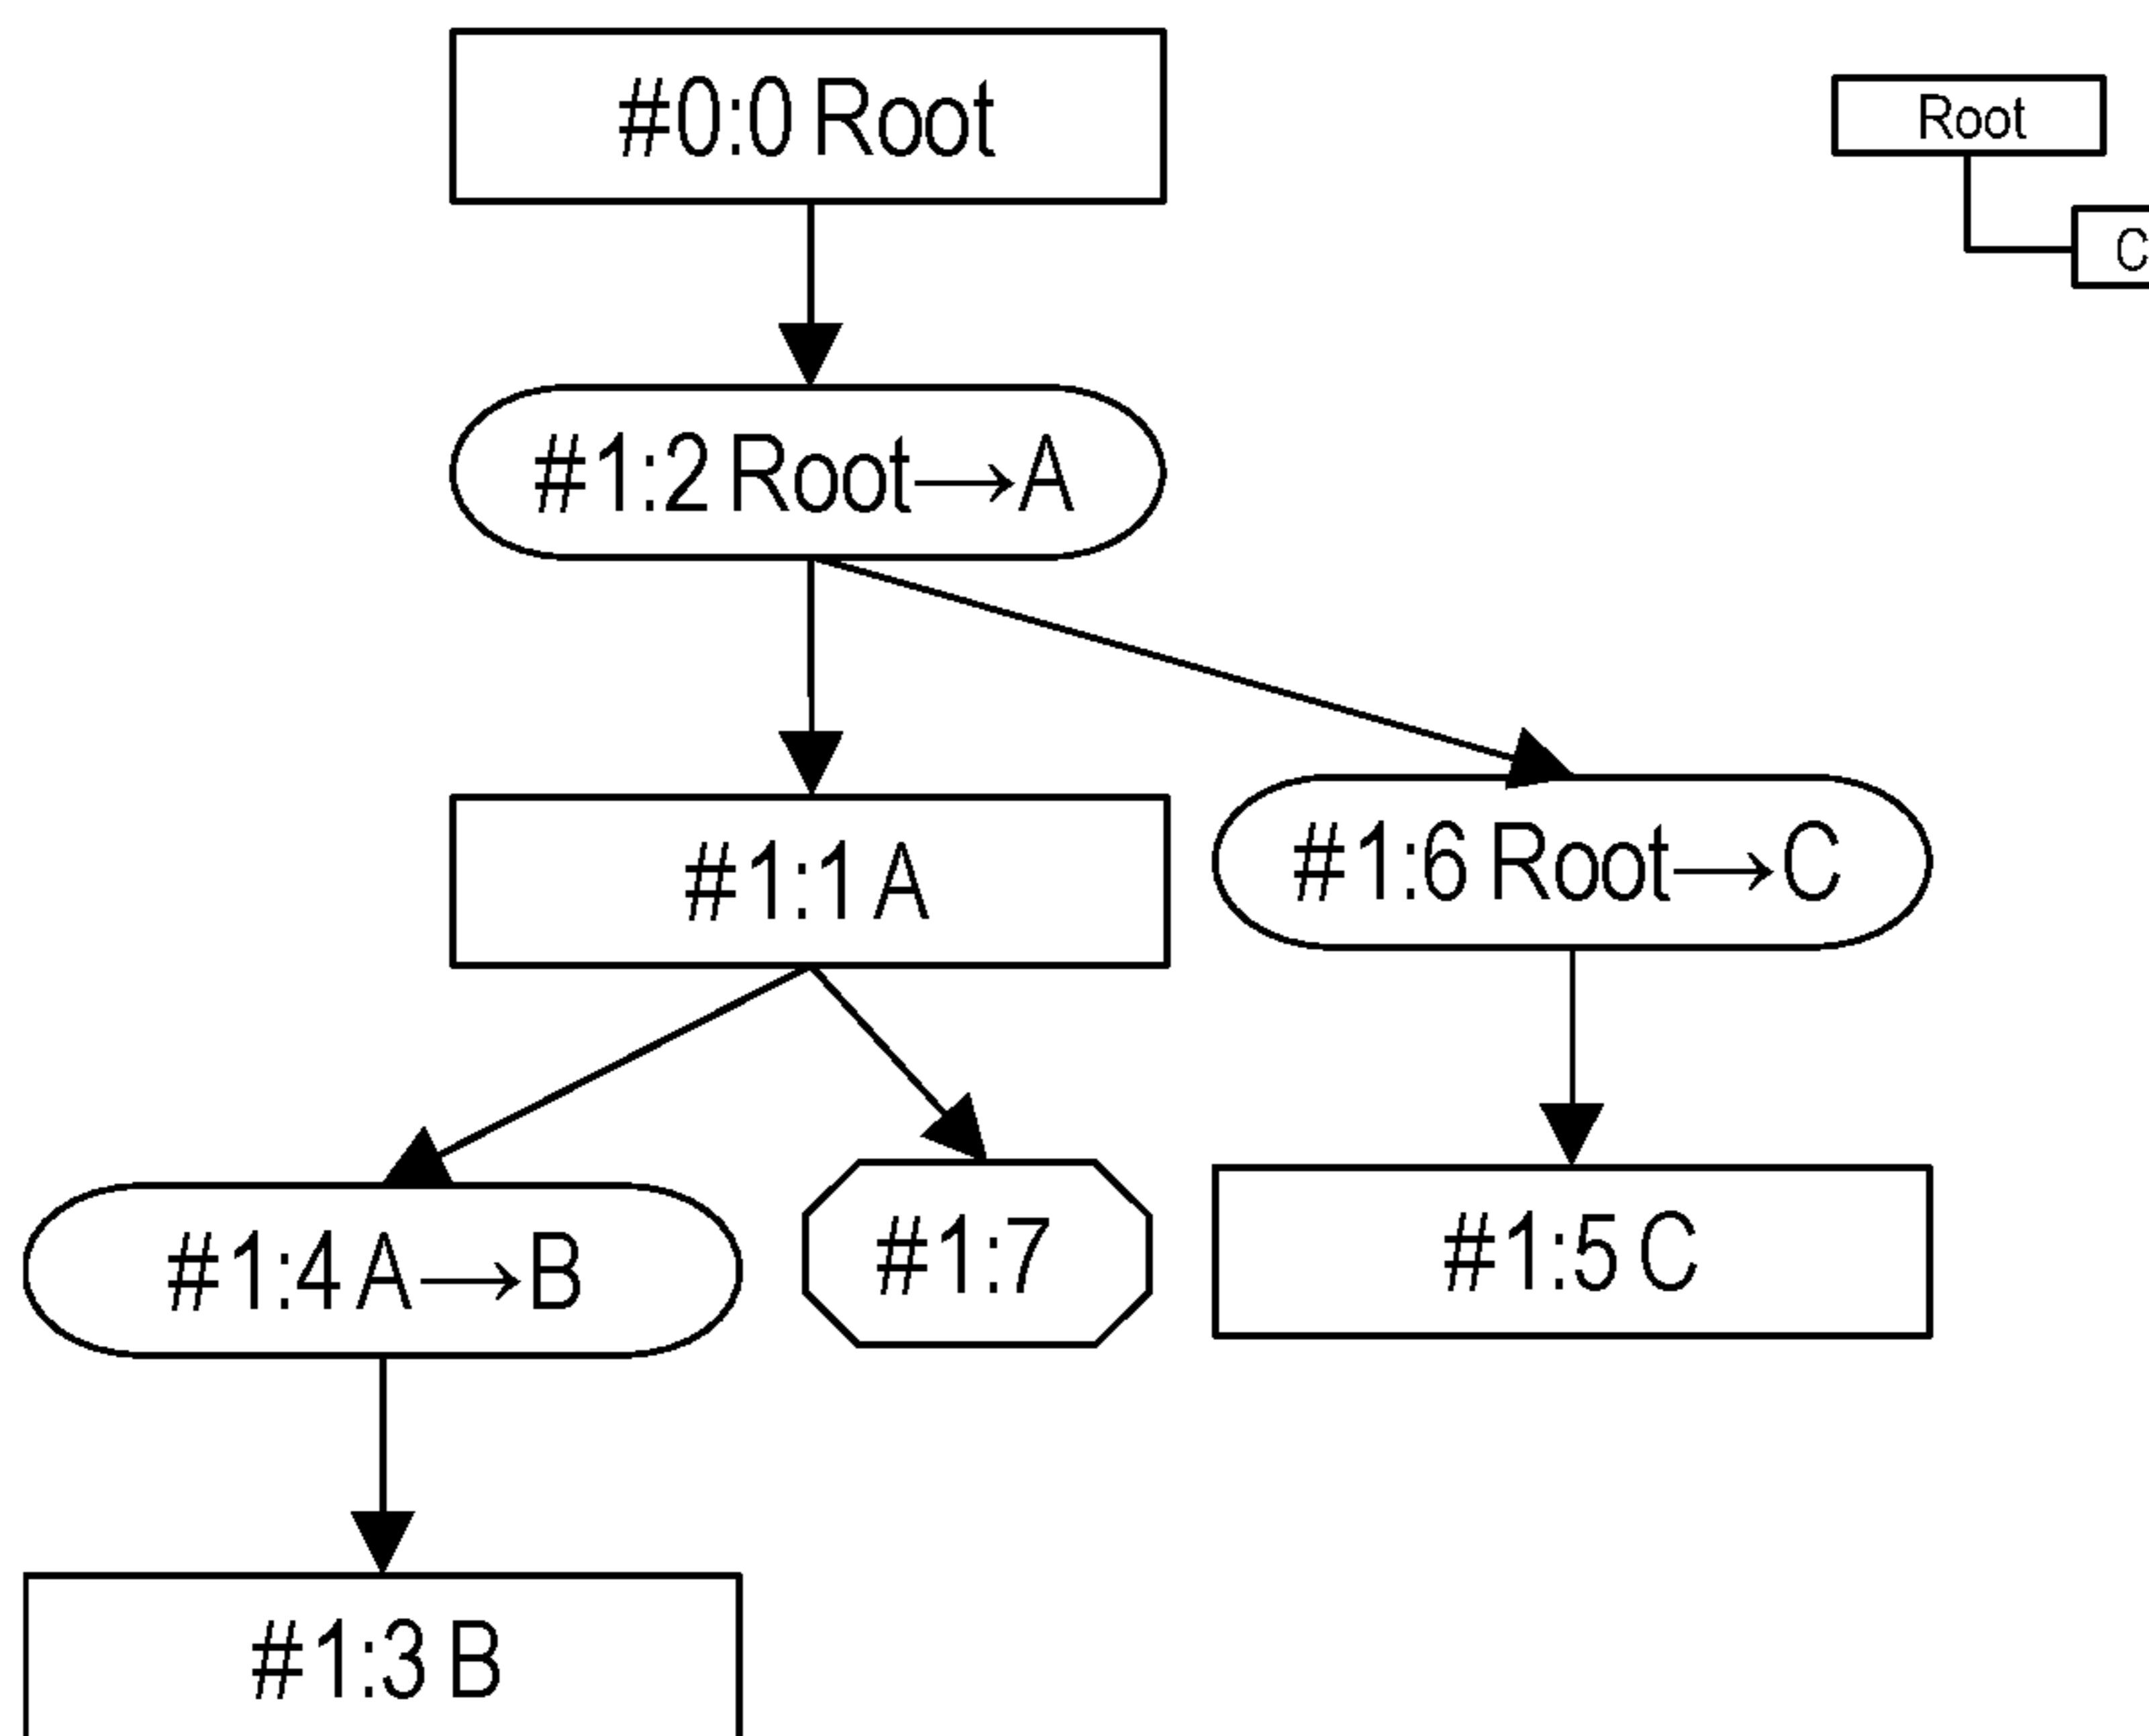 #0:0 Root
Root
C
#1:2 Root→A
#1:1 A
#1:6 Root→C
#1:4 A→B
#1:7
#1:5 C
#1:3 B